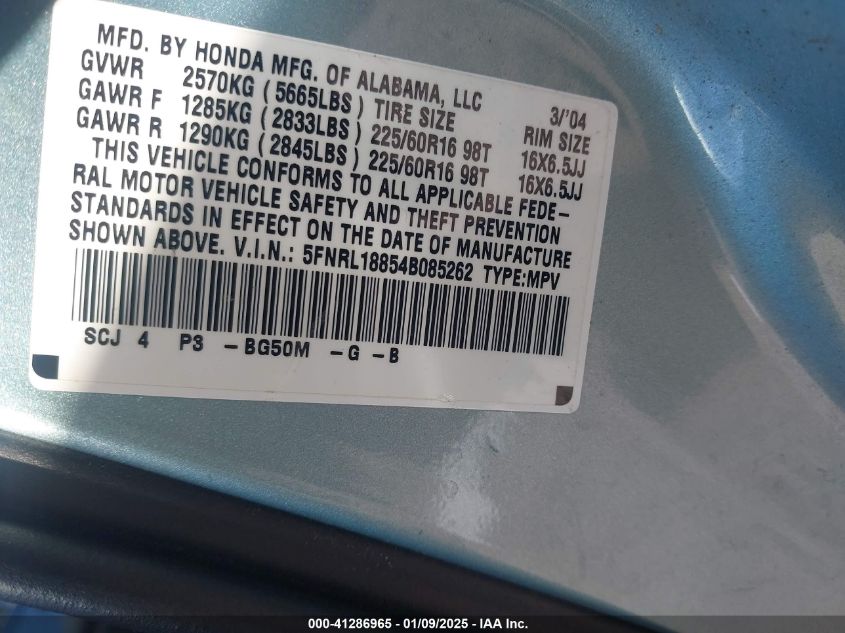 MFD. BY HONDA MFG. OF ALABAMA, LLC 3/'04
GVWR 2570KG (5665LBS) TIRE SIZE RIM SIZE
GAWR F 1285KG (2833LBS) 225/60R16 98T 16X6.5JJ
GAWR R 1290KG (2845LBS) 225/60R16 98T 16X6.5JJ
THIS VEHICLE CONFORMS TO ALL APPLICABLE FEDE-
RAL MOTOR VEHICLE SAFETY AND THEFT PREVENTION
STANDARDS IN EFFECT ON THE DATE OF MANUFACTURE
SHOWN ABOVE. V.I.N.: 5FNRL18854B085262 TYPE:MPV
SCJ 4 P3 -BG50M -G -B
000-41286965 - 01/09/2025 - IAA Inc.